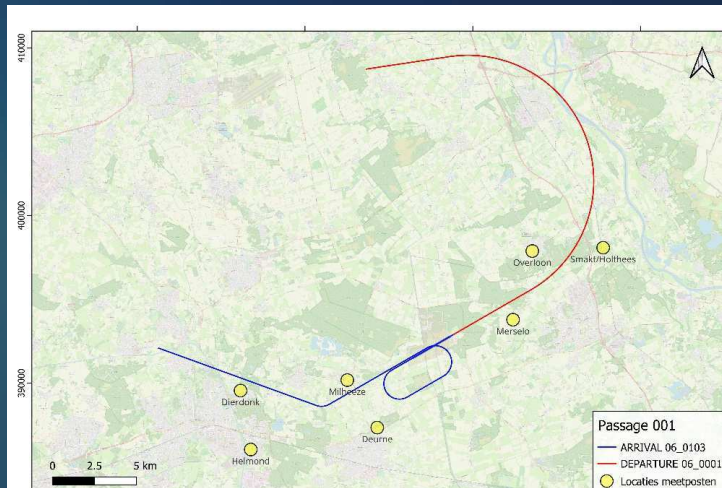 410000
400000
390000
Overloon
Smakt/Holthees
Merselo
Milheeze
Dierdonk
Deurne
Helmond
0 2.5 5 km
Passage 001
ARRIVAL 06_0103
DEPARTURE 06_0001
Locaties meetposten